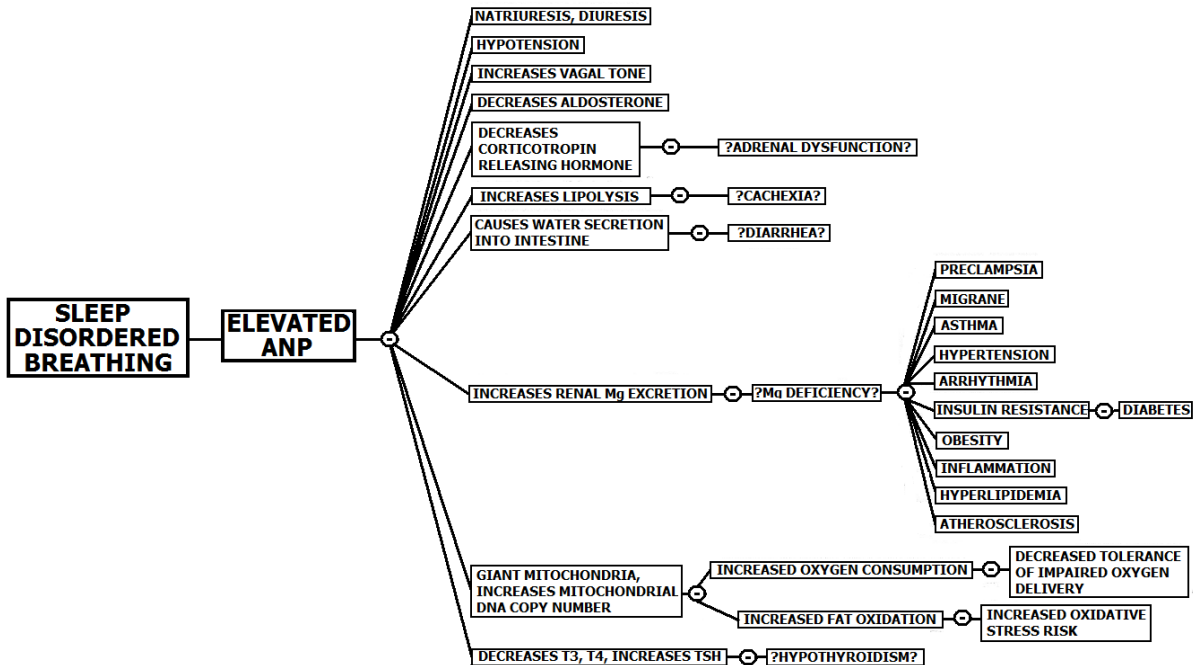 SLEEP
DISORDERED
BREATHING
ELEVATED
ANP
NATRIURESIS, DIURESIS
HYPOTENSION
INCREASES VAGAL TONE
DECREASES ALDOSTERONE
DECREASES
CORTICOTROPIN
RELEASING HORMONE
?ADRENAL DYSFUNCTION?
INCREASES LIPOLYSIS
?CACHEXIA?
CAUSES WATER SECRETION
INTO INTESTINE
?DIARRHEA?
INCREASES RENAL Mg EXCRETION
?Mg DEFICIENCY?
PRECLAMPSIA
MIGRANE
ASTHMA
HYPERTENSION
ARRHYTHMIA
INSULIN RESISTANCE
DIABETES
OBESITY
INFLAMMATION
HYPERLIPIDEMIA
ATHEROSCLEROSIS
GIANT MITOCHONDRIA,
INCREASES MITOCHONDRIAL
DNA COPY NUMBER
INCREASED OXYGEN CONSUMPTION
DECREASED TOLERANCE
OF IMPAIRED OXYGEN
DELIVERY
INCREASED FAT OXIDATION
INCREASED OXIDATIVE
STRESS RISK
DECREASES T3, T4, INCREASES TSH
?HYPOTHYROIDISM?